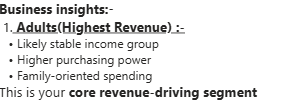 Business insights:-
1. Adults(Highest Revenue) :-
• Likely stable income group
• Higher purchasing power
• Family-oriented spending
This is your core revenue-driving segment